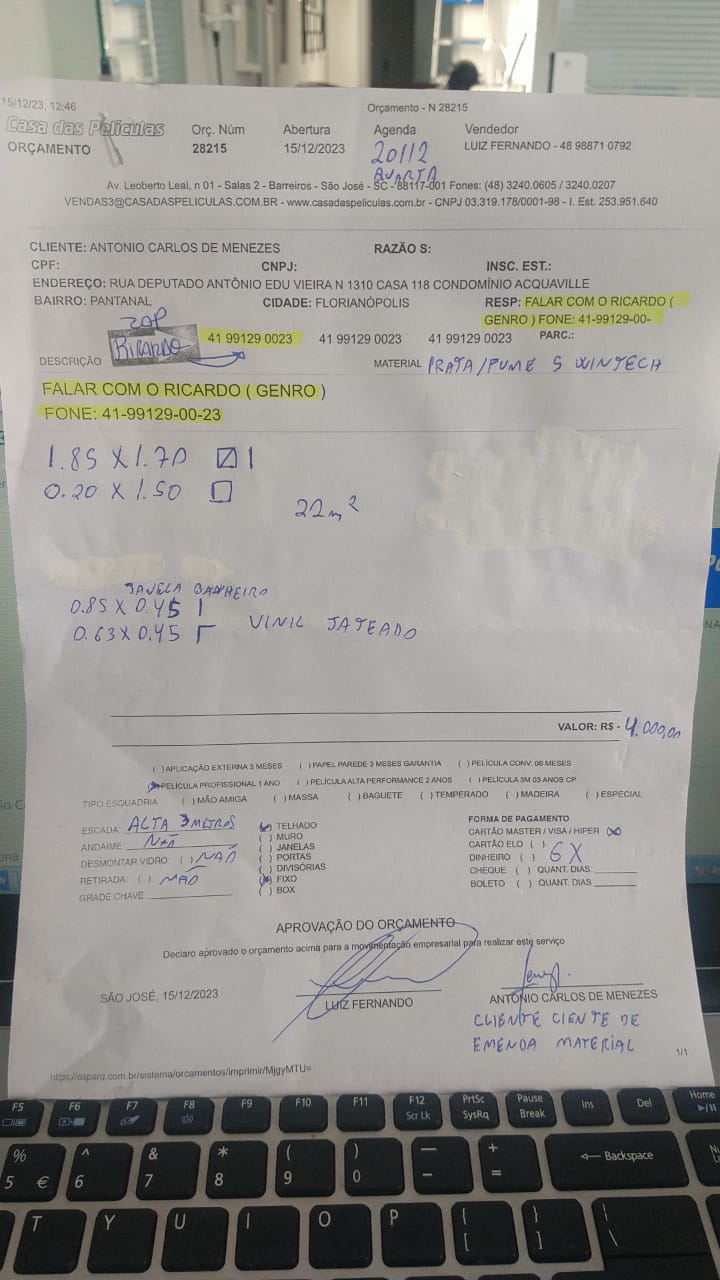 15/12/23, 12:46
Orçamento - N 28215
Casa das Películas
ORÇAMENTO
Orç. Núm
28215
Abertura
15/12/2023
Agenda
20/12
QUARTA
Vendedor
LUIZ FERNANDO - 48 98871 0792
Av. Leoberto Leal, n 01 - Salas 2 - Barreiros - São José - SC - 88117-001 Fones: (48) 3240.0605 / 3240.0207
VENDAS3@CASADASPELICULAS.COM.BR - www.casadaspeliculas.com.br - CNPJ 03.319.178/0001-98 - I. Est. 253.951.640
CLIENTE: ANTONIO CARLOS DE MENEZES RAZÃO S:
CPF: CNPJ: INSC. EST.:
ENDEREÇO: RUA DEPUTADO ANTÔNIO EDU VIEIRA N 1310 CASA 118 CONDOMÍNIO ACQUAVILLE
BAIRRO: PANTANAL CIDADE: FLORIANÓPOLIS RESP: FALAR COM O RICARDO (
GENRO ) FONE: 41-99129-00-
ZAP
RICARDO 41 99129 0023 41 99129 0023 41 99129 0023 PARC.:
DESCRIÇÃO MATERIAL PRATA/FUME 5 WINTECH
FALAR COM O RICARDO ( GENRO )
FONE: 41-99129-00-23
1.85 X 1.70 1
0.20 X 1.50
22m²
JANELA BANHEIRO
0.85 X 0.45 1
0.63 X 0.45 VINIL JATEADO
VALOR: R$ - 4.000,00
( ) APLICAÇÃO EXTERNA 3 MESES ( ) PAPEL PAREDE 3 MESES GARANTIA ( ) PELÍCULA CONV. 06 MESES
(X) PELÍCULA PROFISSIONAL 1 ANO ( ) PELÍCULA ALTA PERFORMANCE 2 ANOS ( ) PELÍCULA 3M 03 ANOS CP
TIPO ESQUADRIA ( ) MÃO AMIGA ( ) MASSA ( ) BAGUETE ( ) TEMPERADO ( ) MADEIRA ( ) ESPECIAL
ESCADA: ALTA 3 METROS
ANDAIME: NÃO
DESMONTAR VIDRO: ( ) NÃO
RETIRADA: ( ) NÃO
GRADE CHAVE:
(X) TELHADO
( ) MURO
( ) JANELAS
( ) PORTAS
( ) DIVISÓRIAS
(X) FIXO
( ) BOX
FORMA DE PAGAMENTO
CARTÃO MASTER / VISA / HIPER (X)
CARTÃO ELO ( )
DINHEIRO ( ) 6X
CHEQUE ( ) QUANT. DIAS:
BOLETO ( ) QUANT. DIAS
APROVAÇÃO DO ORÇAMENTO
Declaro aprovado o orçamento acima para a movimentação empresarial para realizar este serviço
SÃO JOSÉ, 15/12/2023
LUIZ FERNANDO
ANTONIO CARLOS DE MENEZES
CLIENTE CIENTE DE
EMENDA MATERIAL
1/1
https://osparq.com.br/sistema/orcamentos/imprimir/MjgyMTU=
F5 F6 F7 F8 F9 F10 F11 F12 Scr Lk PrtSc SysRq Pause Break Ins Del Home
% 5 € ^ 6 & 7 * 8 ( 9 ) 0 — - + = Backspace
T Y U I O P { [ } ] | \